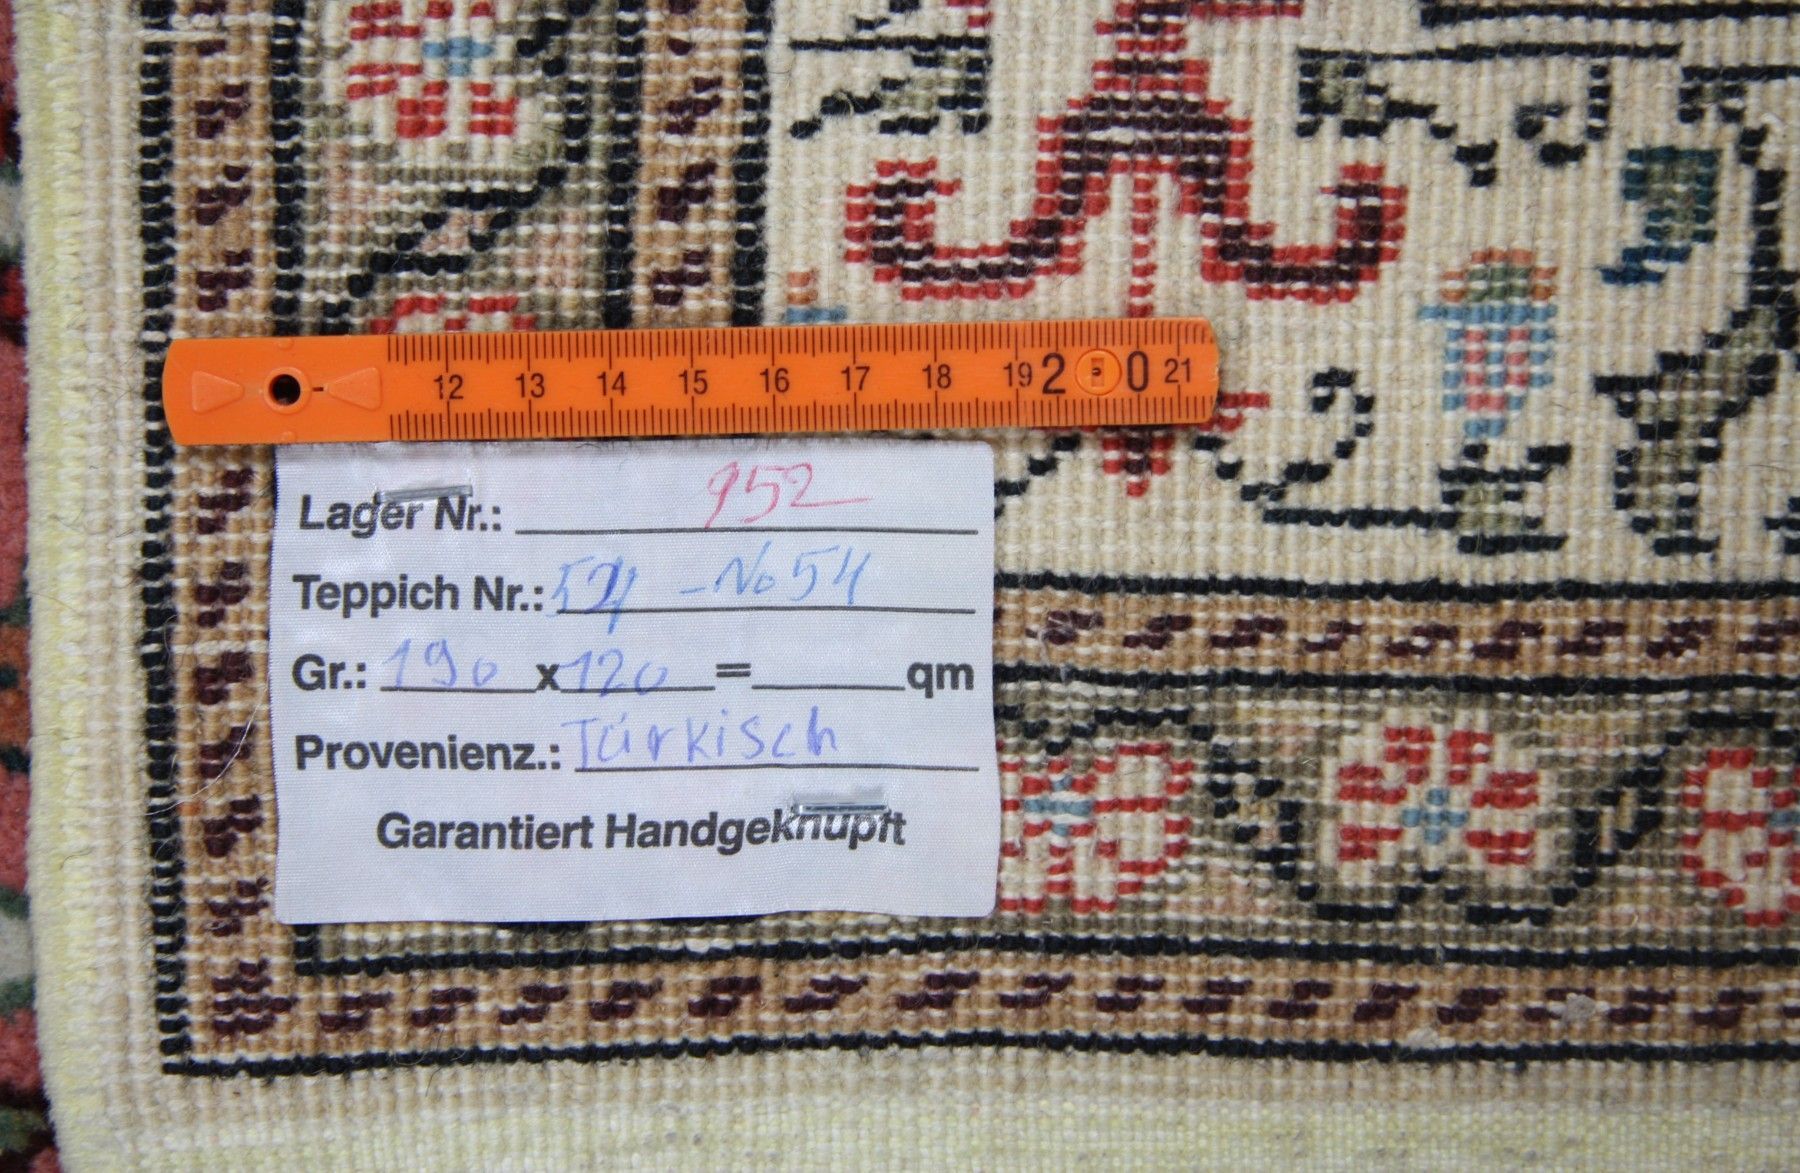 12 13 14 15 16 17 18 19 20 21
Lager Nr.: 952
Teppich Nr.: 54 - No 54
Gr.: 190 x 120 = qm
Provenienz.: Türkisch
Garantiert Handgeknüpft